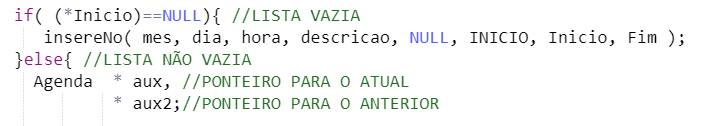 if( (*Inicio)==NULL){ //LISTA VAZIA
insereNo( mes, dia, hora, descricao, NULL, INICIO, Inicio, Fim );
}else{ //LISTA NÃO VAZIA
Agenda * aux, //PONTEIRO PARA O ATUAL
* aux2;//PONTEIRO PARA O ANTERIOR